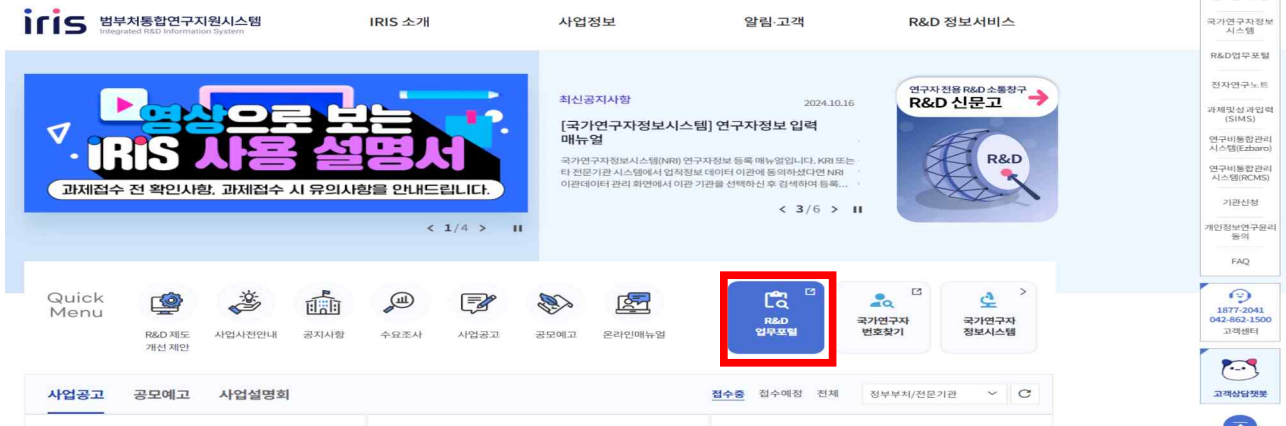 iris 범부처통합연구지원시스템
Integrated R&D Information System
IRIS 소개
사업정보
알림·고객
R&D 정보서비스
영상으로 보는
iRiS 사용 설명서
과제접수 전 확인사항, 과제접수 시 유의사항을 안내드립니다.
< 1/4 >
최신공지사항
2024.10.16
[국가연구자정보시스템] 연구자정보 입력
매뉴얼
국가연구자정보시스템(NRI) 연구자정보 등록 매뉴얼입니다. KRI 또는
타 전문기관 시스템에서 업적정보 데이터 이관에 동의하셨다면 NRI
이관데이터 관리 화면에서 이관 기관을 선택하신 후 검색하여 등록...
< 3/6 >
연구자 전용 R&D 소통창구
R&D 신문고
R&D
Quick
Menu
R&D 제도
개선 제안
사업사전안내
공지사항
수요조사
사업공고
공모예고
온라인매뉴얼
R&D
업무포털
국가연구자
번호찾기
국가연구자
정보시스템
사업공고
공모예고
사업설명회
접수중
접수예정
전체
정부부처/전문기관
국가연구자정보
시스템
R&D업무포털
전자연구노트
과제및성과입력
(SIMS)
연구비통합관리
시스템(Ezbaro)
연구비통합관리
시스템(RCMS)
기관신청
개인정보연구윤리
동의
FAQ
1877-2041
042-862-1500
고객센터
고객상담챗봇